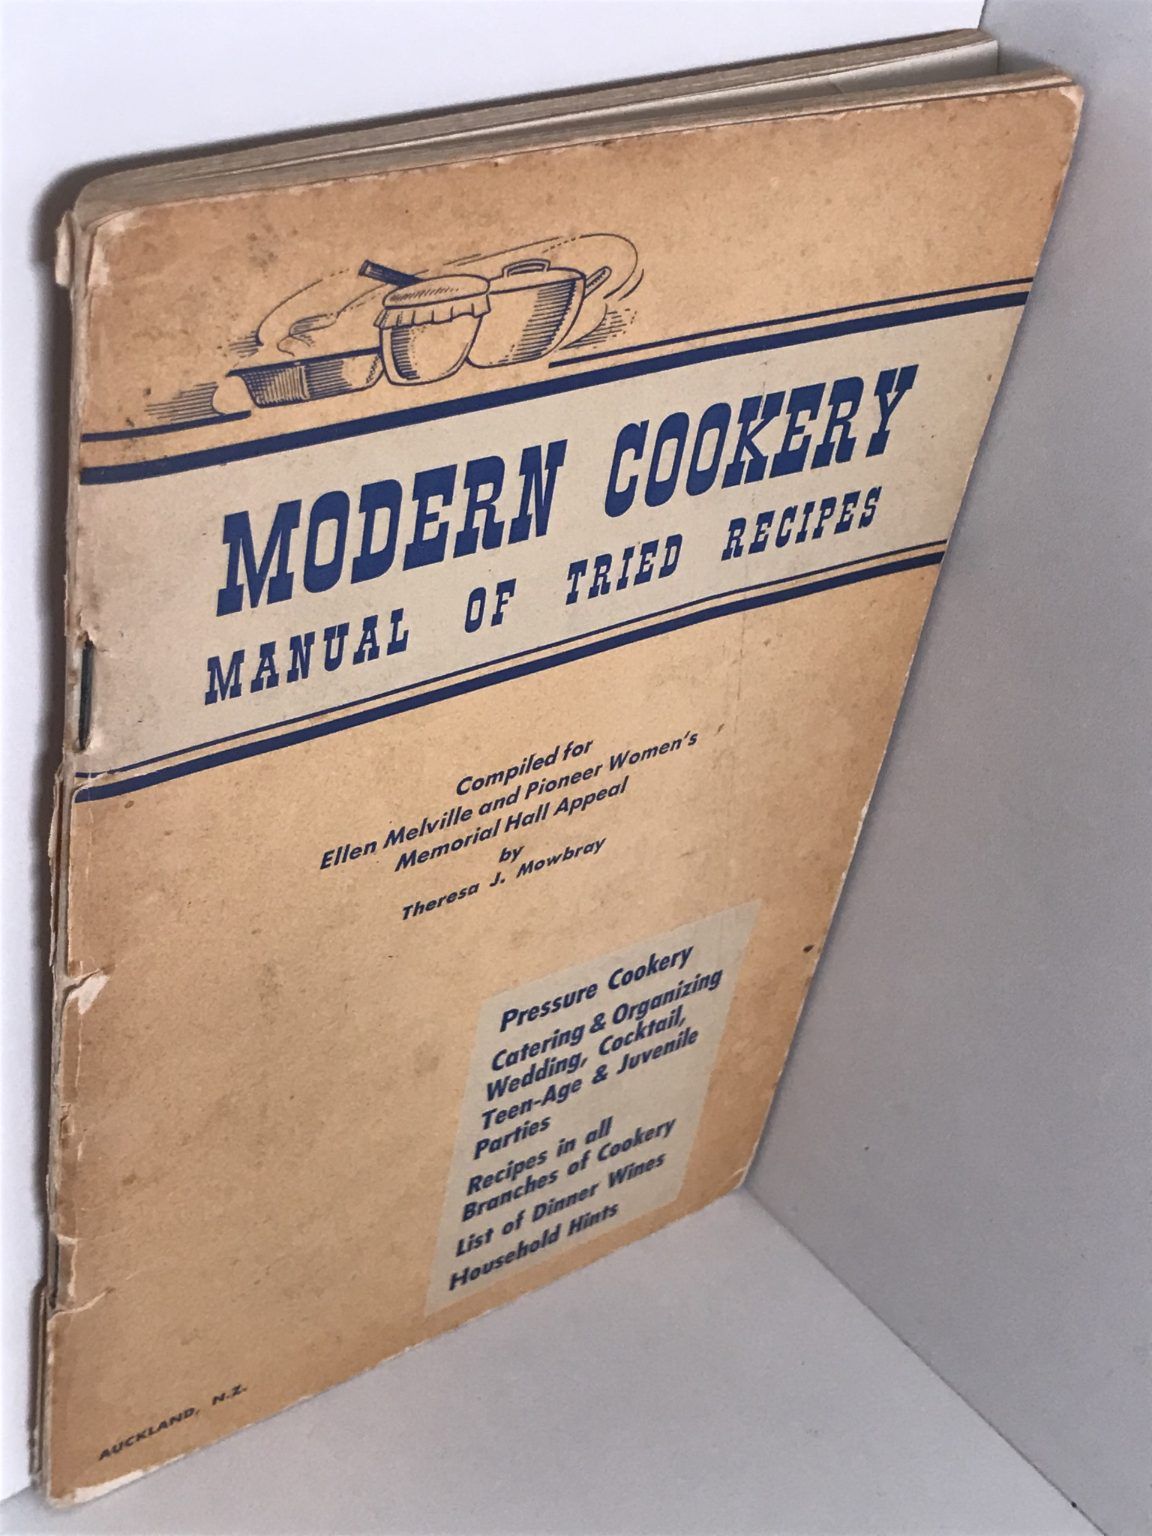 MODERN COOKERY
MANUAL OF TRIED RECIPES
Compiled for
Ellen Melville and Pioneer Women's
Memorial Hall Appeal
by
Theresa J. Mowbray
Pressure Cookery
Catering & Organizing
Wedding, Cocktail,
Teen-Age & Juvenile
Parties
Recipes in all
Branches of Cookery
List of Dinner Wines
Household Hints
AUCKLAND, N.Z.